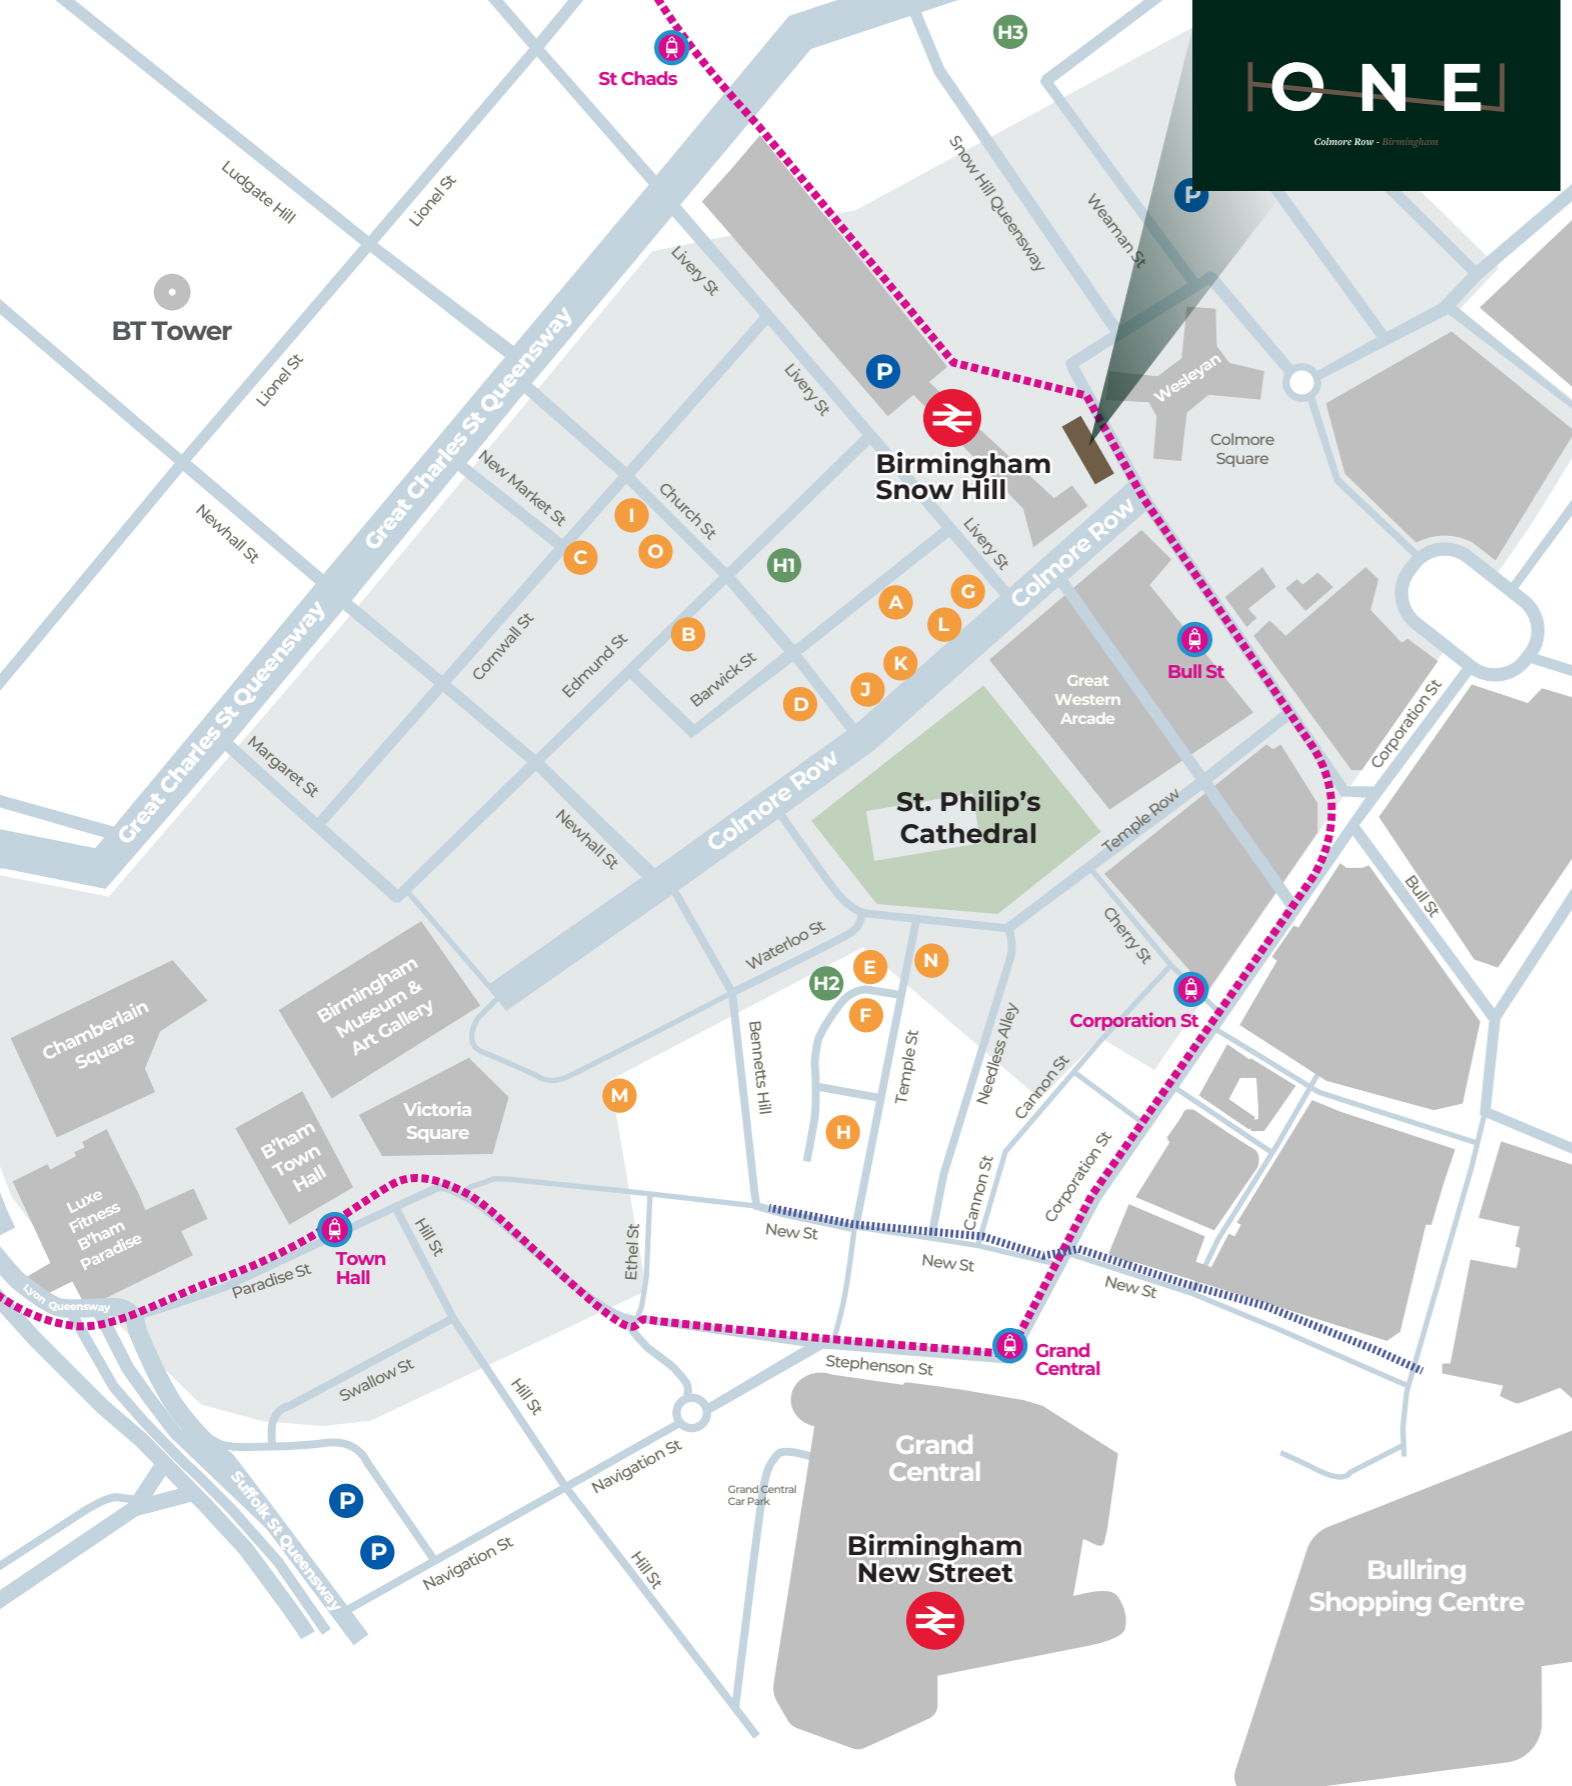 H3
ONE
Colmore Row - Birmingham
St Chads
Snow Hill Queensway
Weaman St
P
Ludgate Hill
Lionel St
Livery St
BT Tower
Lionel St
Great Charles St Queensway
Livery St
P
Wesleyan
Colmore
Square
Birmingham
Snow Hill
New Market St
Church St
Newhall St
I
C
O
H1
Livery St
Colmore Row
A
G
L
B
Cornwall St
Edmund St
Barwick St
K
J
D
Great
Western
Arcade
Bull St
Corporation St
Great Charles St Queensway
Margaret St
Newhall St
Colmore Row
St. Philip's
Cathedral
Temple Row
Bull St
Cherry St
Waterloo St
H2
E
N
F
Birmingham
Museum &
Art Gallery
Chamberlain
Square
Corporation St
Bennetts Hill
Temple St
Needless Alley
Cannon St
M
H
Victoria
Square
B'ham
Town
Hall
Luxe
Fitness
B'ham
Paradise
Cannon St
Corporation St
Town
Hall
Hill St
Ethel St
New St
New St
New St
Paradise St
Lyon Queensway
Swallow St
Hill St
Stephenson St
Grand
Central
Navigation St
Grand Central
Car Park
Grand
Central
Suffolk St Queensway
P
P
Navigation St
Hill St
Birmingham
New Street
Bullring
Shopping Centre